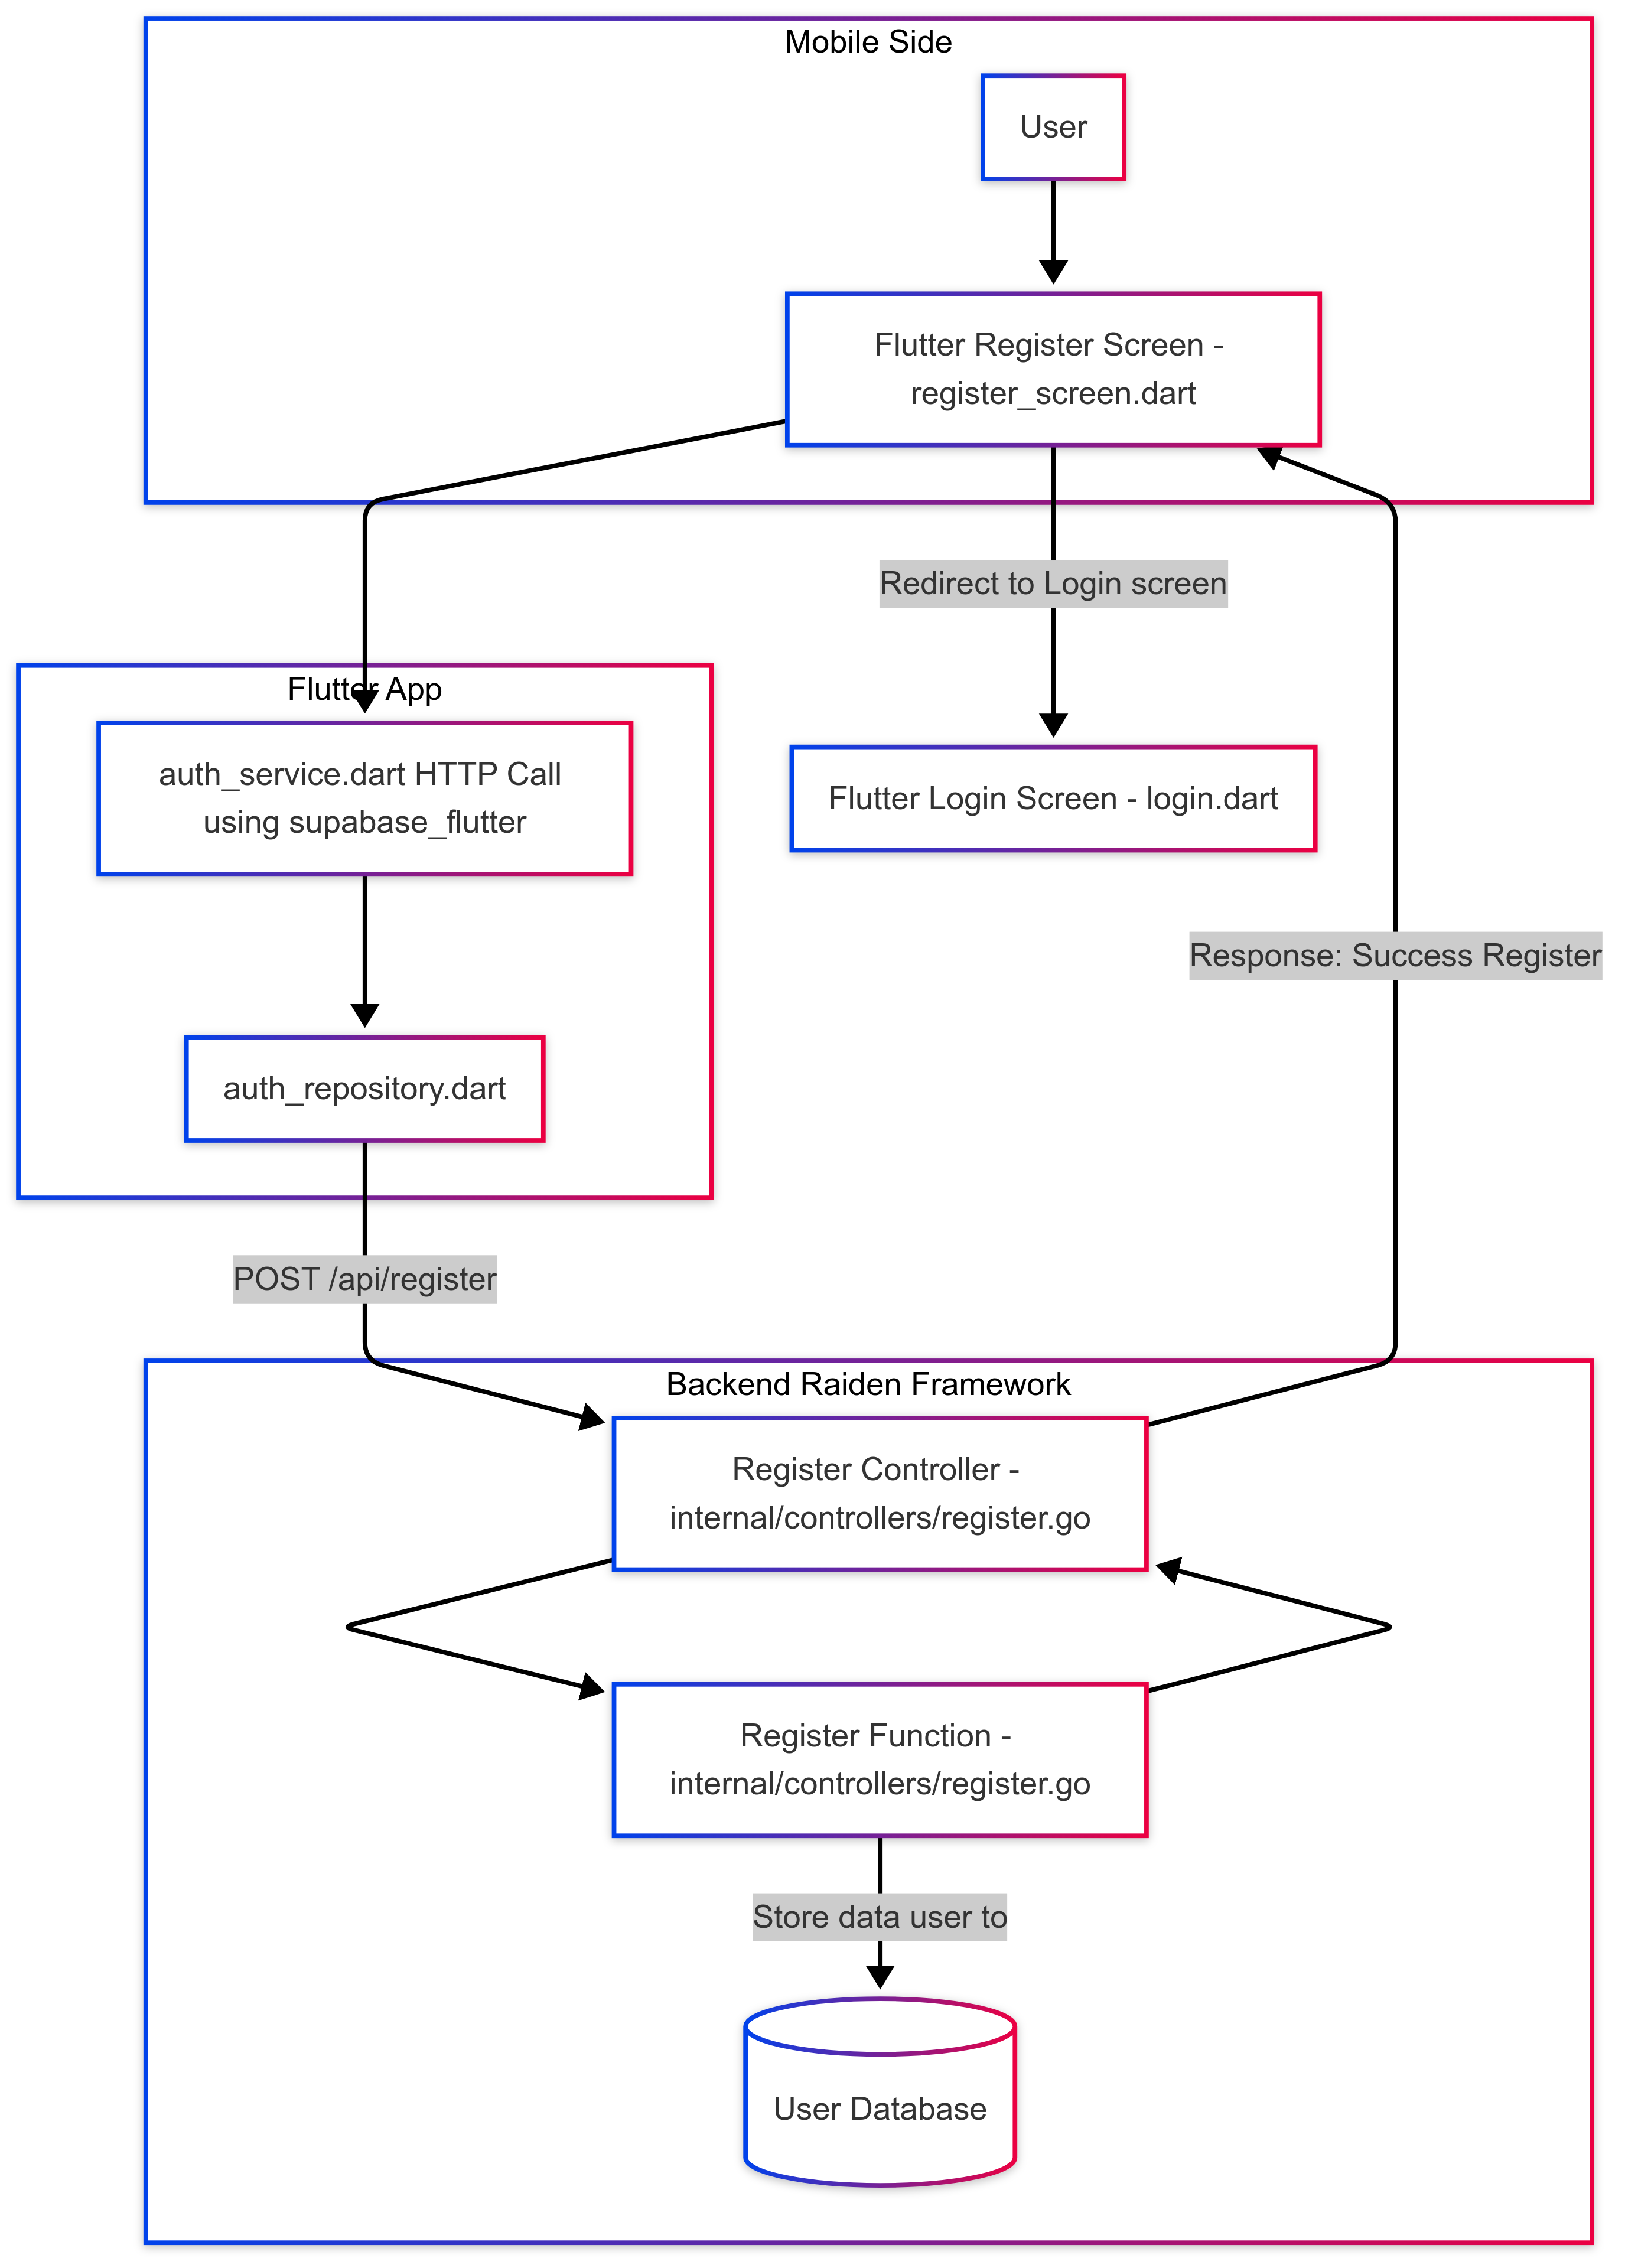 Mobile Side
User
Flutter Register Screen -
register_screen.dart
Redirect to Login screen
Flutter App
auth_service.dart HTTP Call
using supabase_flutter
Flutter Login Screen - login.dart
Response: Success Register
auth_repository.dart
POST /api/register
Backend Raiden Framework
Register Controller -
internal/controllers/register.go
Register Function -
internal/controllers/register.go
Store data user to
User Database